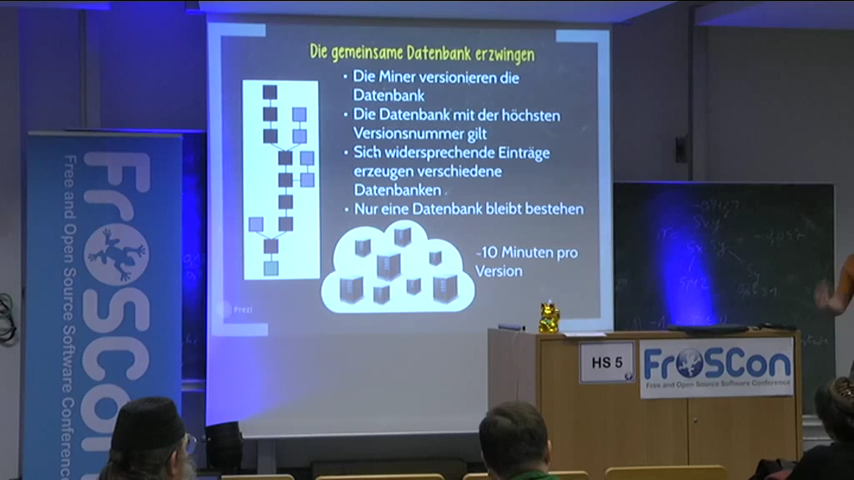 Die gemeinsame Datenbank erzwingen
• Die Miner versionieren die
Datenbank
• Die Datenbank mit der höchsten
Versionsnummer gilt
• Sich widersprechende Einträge
erzeugen verschiedene
Datenbanken
• Nur eine Datenbank bleibt bestehen
~10 Minuten pro
Version
Prezi
FrOSCon
Free and Open Source Software Conference
HS 5
FrOSCon
Free and Open Source Software Conference